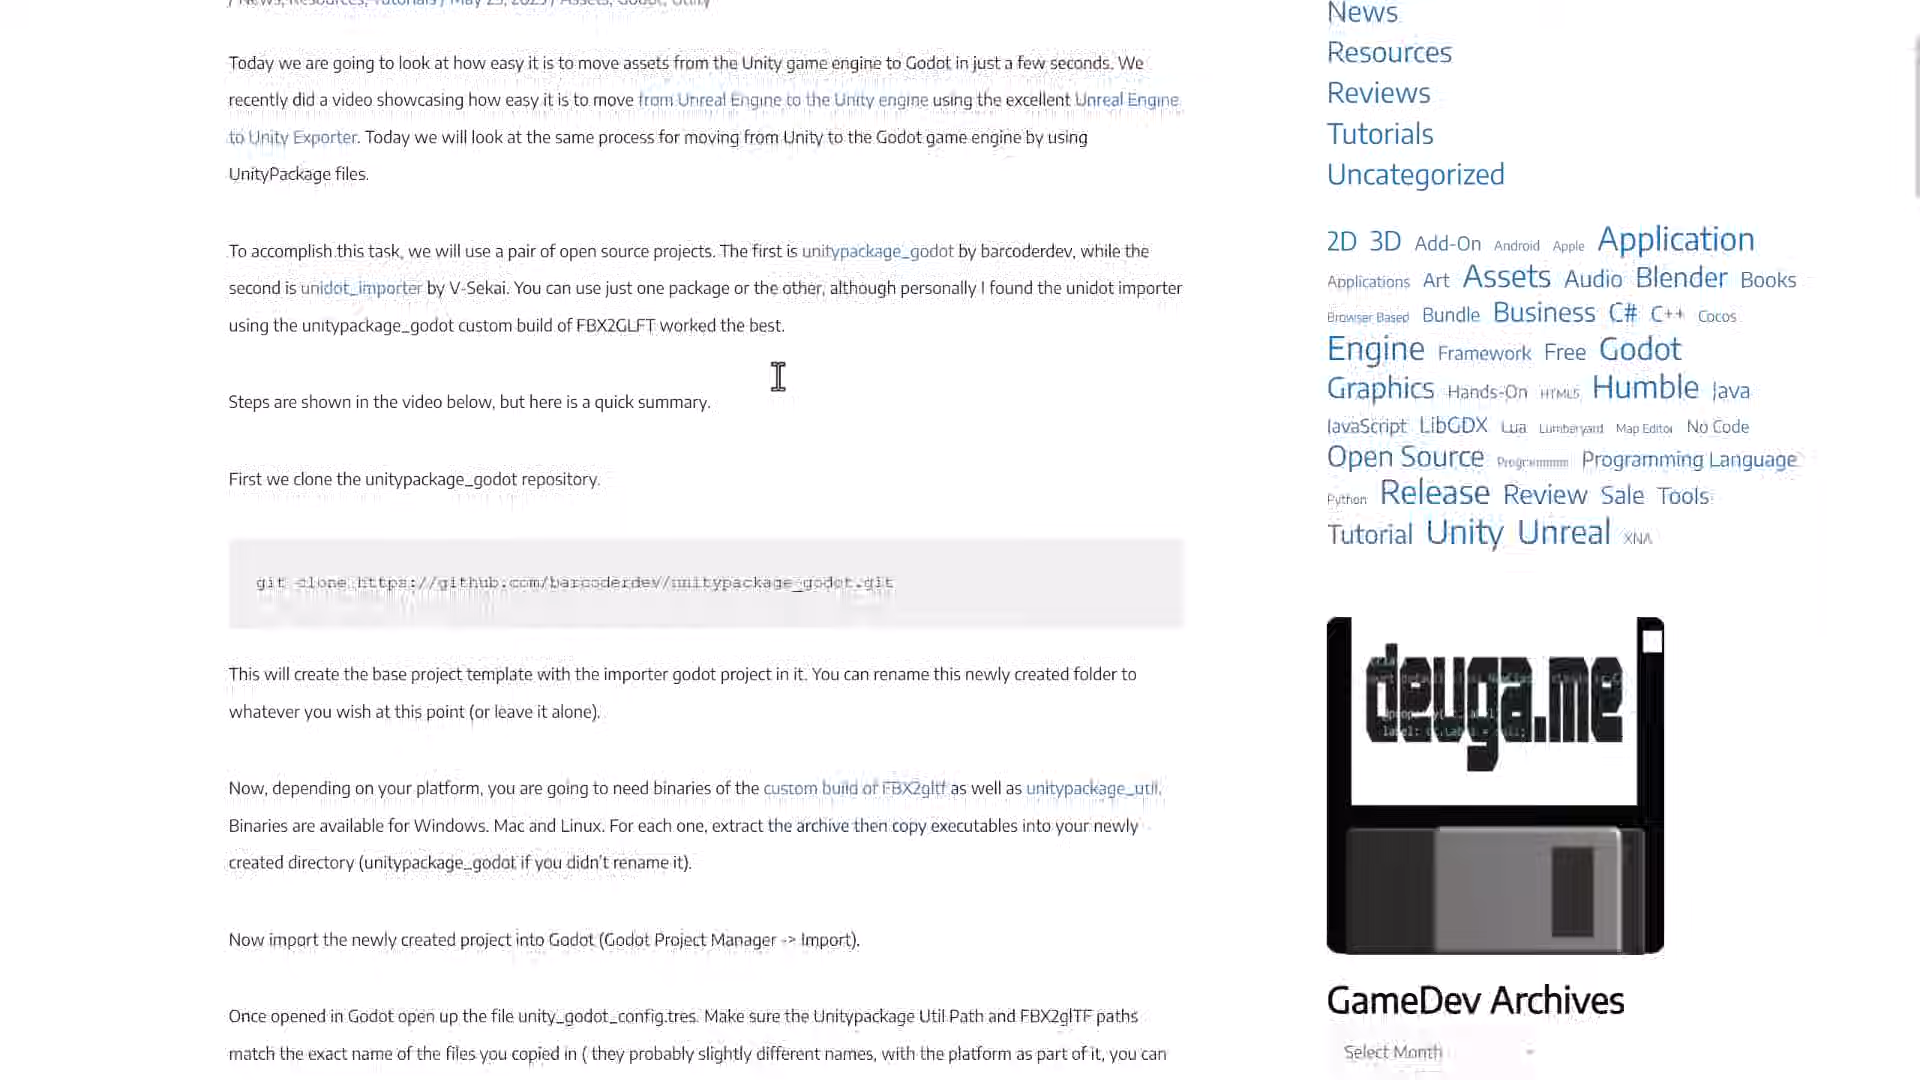 / News, Resources, Tutorials / May 25, 2023 / Assets, Godot, Utility
Today we are going to look at how easy it is to move assets from the Unity game engine to Godot in just a few seconds. We
recently did a video showcasing how easy it is to move from Unreal Engine to the Unity engine using the excellent Unreal Engine
to Unity Exporter. Today we will look at the same process for moving from Unity to the Godot game engine by using
UnityPackage files.
To accomplish this task, we will use a pair of open source projects. The first is unitypackage_godot by barcoderdev, while the
second is unidot_importer by V-Sekai. You can use just one package or the other, although personally I found the unidot importer
using the unitypackage_godot custom build of FBX2GLFT worked the best.
Steps are shown in the video below, but here is a quick summary.
First we clone the unitypackage_godot repository.
git clone https://github.com/barcoderdev/unitypackage_godot.git
This will create the base project template with the importer godot project in it. You can rename this newly created folder to
whatever you wish at this point (or leave it alone).
Now, depending on your platform, you are going to need binaries of the custom build of FBX2gltf as well as unitypackage_util.
Binaries are available for Windows. Mac and Linux. For each one, extract the archive then copy executables into your newly
created directory (unitypackage_godot if you didn't rename it).
Now import the newly created project into Godot (Godot Project Manager -> Import).
Once opened in Godot open up the file unity_godot_config.tres. Make sure the Unitypackage Util Path and FBX2glTF paths
match the exact name of the files you copied in ( they probably slightly different names, with the platform as part of it, you can
News
Resources
Reviews
Tutorials
Uncategorized
2D 3D Add-On Android Apple Application
Applications Art Assets Audio Blender Books
Browser Based Bundle Business C# C++ Cocos
Engine Framework Free Godot
Graphics Hands-On HTML5 Humble Java
JavaScript LibGDX Lua Lumberyard Map Editor No Code
Open Source Programming Programming Language
Python Release Review Sale Tools
Tutorial Unity Unreal XNA
devga.me
GameDev Archives
Select Month